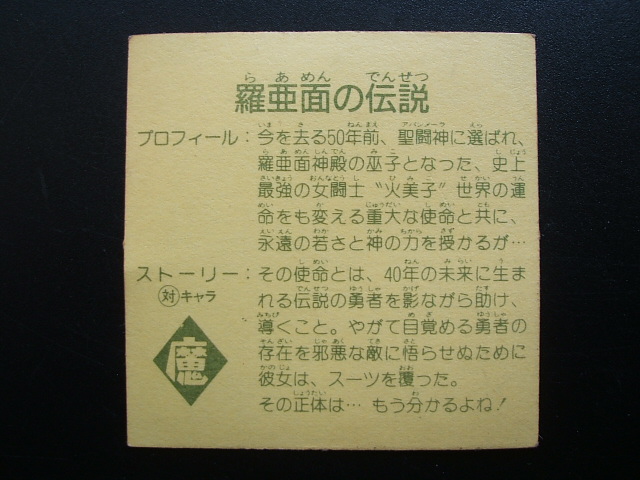 羅亜面の伝説
プロフィール：今を去る50年前、聖闘神に選ばれ、
羅亜面神殿の巫子となった、史上
最強の女闘士〝火美子〟世界の運
命をも変える重大な使命と共に、
永遠の若さと神の力を授かるが…
ストーリー：その使命とは、40年の未来に生ま
対キャラ れる伝説の勇者を影ながら助け、
導くこと。やがて目覚める勇者の
魔 存在を邪悪な敵に悟らせぬために
彼女は、スーツを覆った。
その正体は…もう分かるよね！